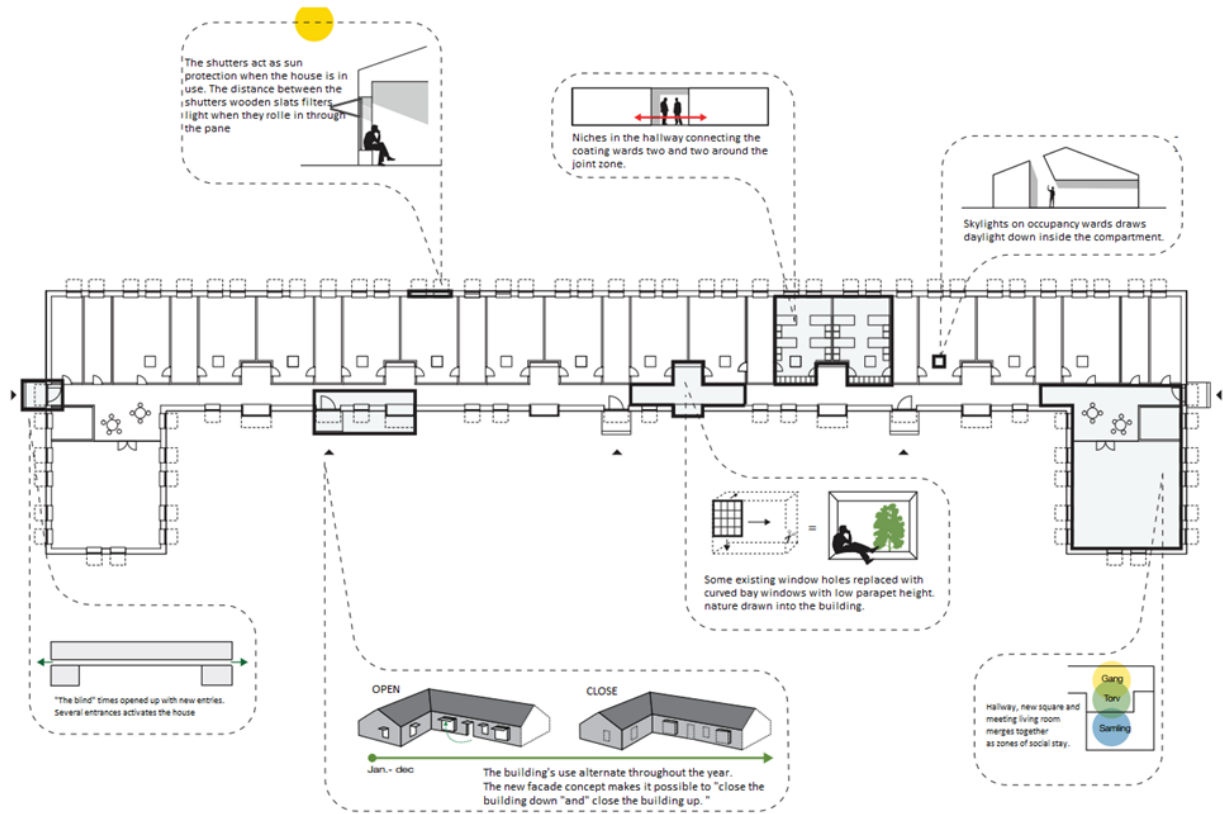 The shutters act as sun
protection when the house is in
use. The distance between the
shutters wooden slats filters
light when they rolle in through
the pane
Niches in the hallway connecting the
coating wards two and two around the
joint zone.
Skylights on occupancy wards draws
daylight down inside the compartment.
=
Some existing window holes replaced with
curved bay windows with low parapet height.
nature drawn into the building.
"The blind" times opened up with new entries.
Several entrances activates the house
OPEN
CLOSE
Jan.- dec
The building's use alternate throughout the year.
The new facade concept makes it possible to "close the
building down "and" close the building up. "
Hallway, new square and
meeting living room
merges together
as zones of social stay.
Gang
Torv
Samling